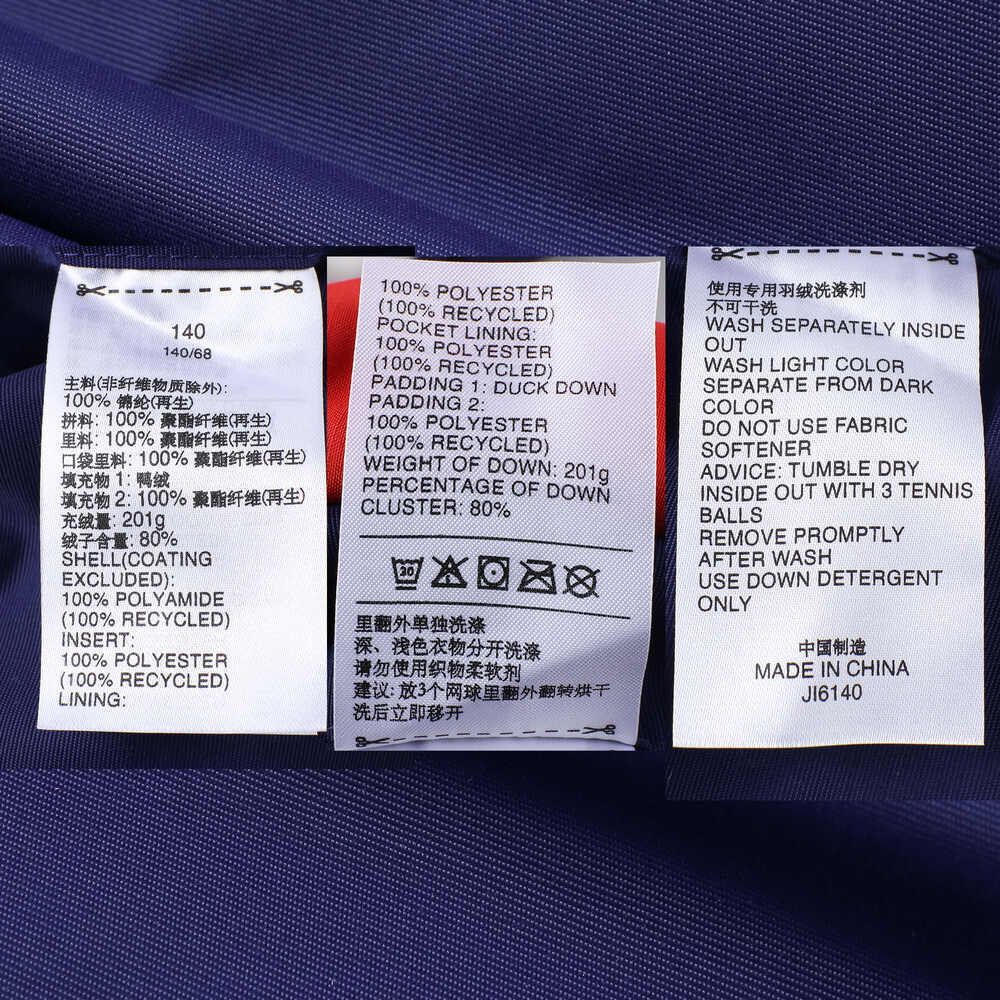 140
140/68
主料(非纤维物质除外):
100% 锦纶(再生)
拼料: 100% 聚酯纤维(再生)
里料: 100% 聚酯纤维(再生)
口袋里料: 100% 聚酯纤维(再生)
填充物 1: 鸭绒
填充物 2: 100% 聚酯纤维(再生)
充绒量: 201g
绒子含量: 80%
SHELL(COATING
EXCLUDED):
100% POLYAMIDE
(100% RECYCLED)
INSERT:
100% POLYESTER
(100% RECYCLED)
LINING:
100% POLYESTER
(100% RECYCLED)
POCKET LINING:
100% POLYESTER
(100% RECYCLED)
PADDING 1: DUCK DOWN
PADDING 2:
100% POLYESTER
(100% RECYCLED)
WEIGHT OF DOWN: 201g
PERCENTAGE OF DOWN
CLUSTER: 80%
30
里翻外单独洗涤
深、浅色衣物分开洗涤
请勿使用织物柔软剂
建议: 放3个网球里翻外翻转烘干
洗后立即移开
使用专用羽绒洗涤剂
不可干洗
WASH SEPARATELY INSIDE
OUT
WASH LIGHT COLOR
SEPARATE FROM DARK
COLOR
DO NOT USE FABRIC
SOFTENER
ADVICE: TUMBLE DRY
INSIDE OUT WITH 3 TENNIS
BALLS
REMOVE PROMPTLY
AFTER WASH
USE DOWN DETERGENT
ONLY
中国制造
MADE IN CHINA
JI6140